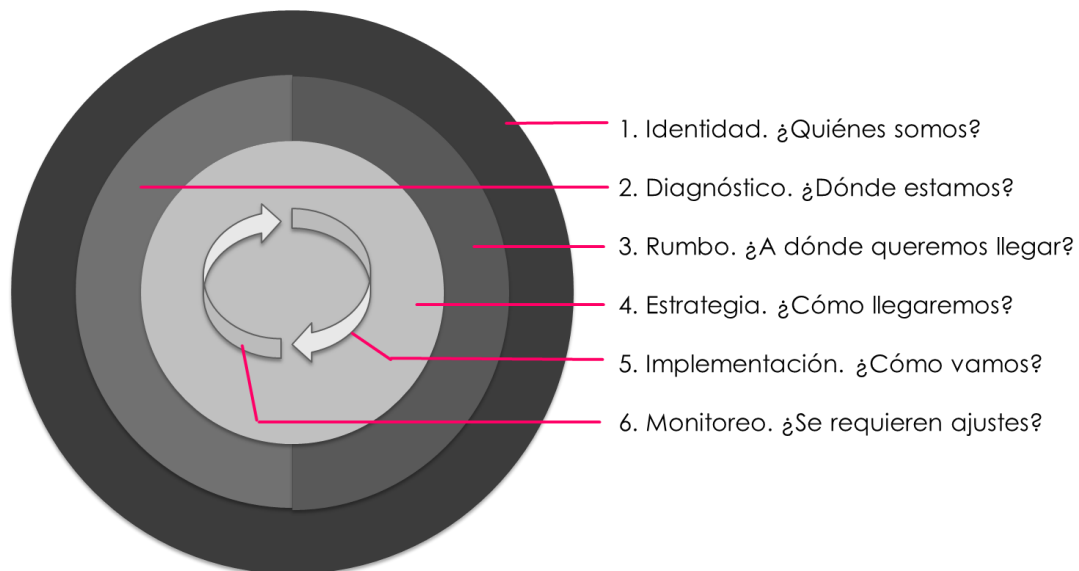 1. Identidad. ¿Quiénes somos?
2. Diagnóstico. ¿Dónde estamos?
3. Rumbo. ¿A dónde queremos llegar?
4. Estrategia. ¿Cómo llegaremos?
5. Implementación. ¿Cómo vamos?
6. Monitoreo. ¿Se requieren ajustes?